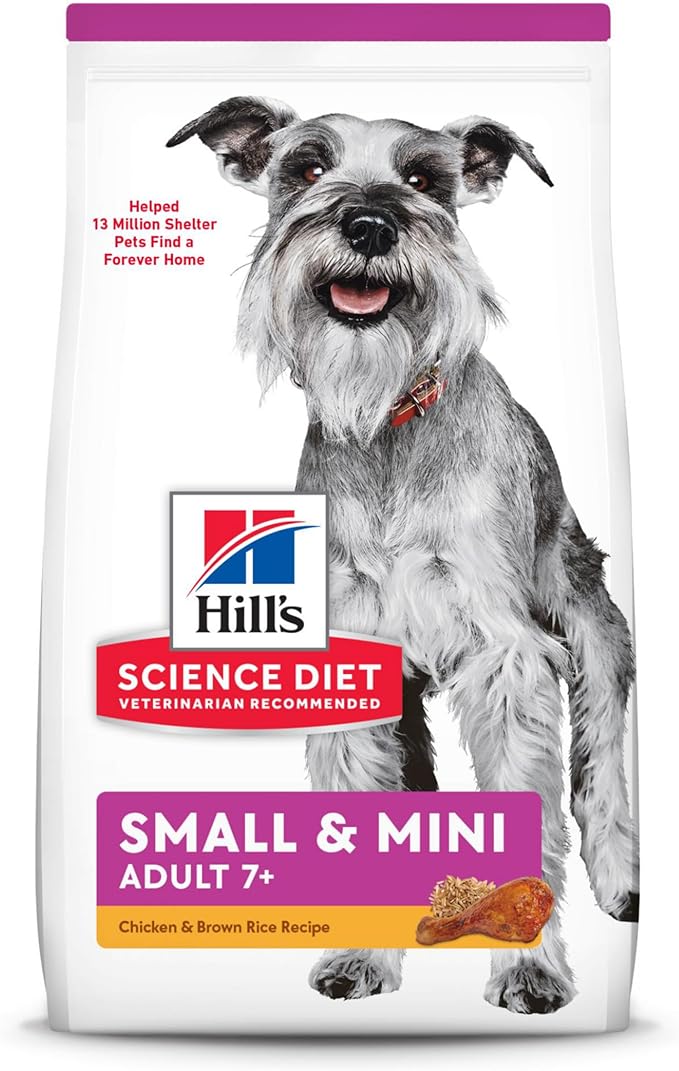 Helped
13 Million Shelter
Pets Find a
Forever Home
Hill's
SCIENCE DIET
VETERINARIAN RECOMMENDED
SMALL & MINI
ADULT 7+
Chicken & Brown Rice Recipe